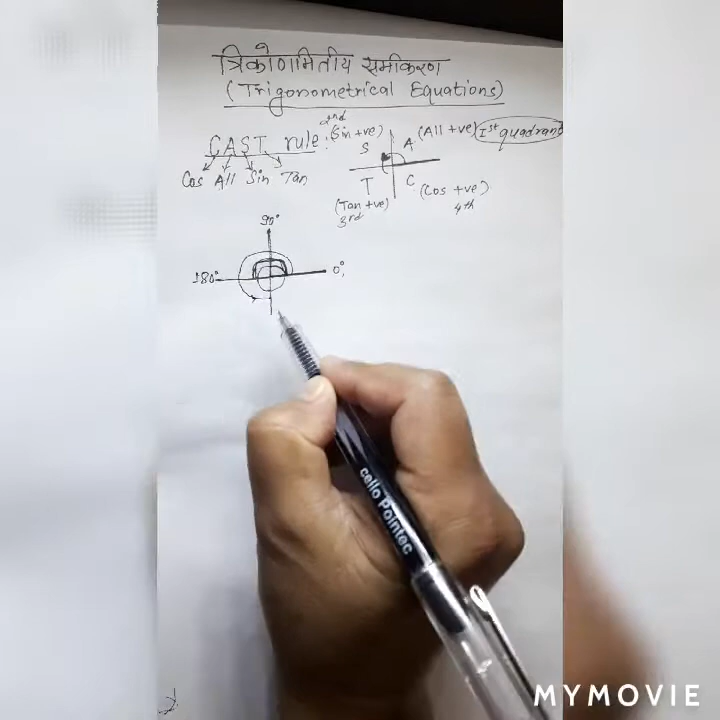 त्रिकोणमितीय समीकरण
(Trigonometrical Equations)
CAST rule:
Cos All Sin Tan
2nd
(Sin +ve)
S
A (All +ve) Ist quadrant
T
(Tan +ve)
3rd
C (Cos +ve)
4th
90°
180°
0°,
cello Pointec
MYMOVIE